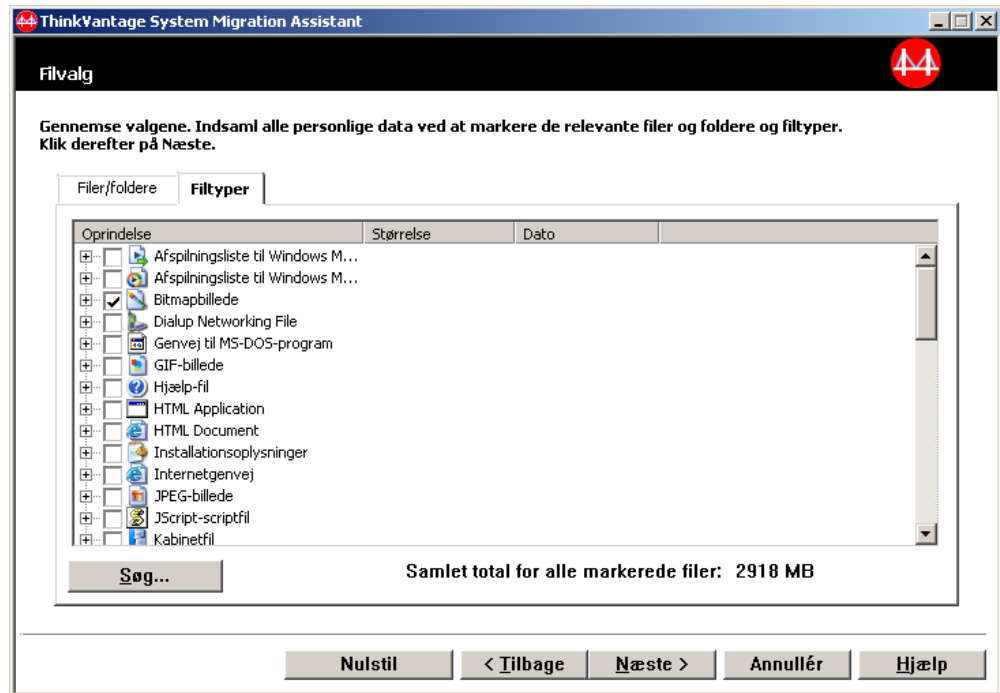 ThinkVantage System Migration Assistant
Filvalg
Gennemse valgene. Indsaml alle personlige data ved at markere de relevante filer og foldere og filtyper.
Klik derefter på Næste.
Filer/foldere Filtyper
Oprindelse Størrelse Dato
Afspilningsliste til Windows M...
Afspilningsliste til Windows M...
Bitmapbillede
Dialup Networking File
Genvej til MS-DOS-program
GIF-billede
Hjælp-fil
HTML Application
HTML Document
Installationsoplysninger
Internetgenvej
JPEG-billede
JScript-scriptfil
Kabinetfil
Søg... Samlet total for alle markerede filer: 2918 MB
Nulstil < Tilbage Næste > Annullér Hjælp